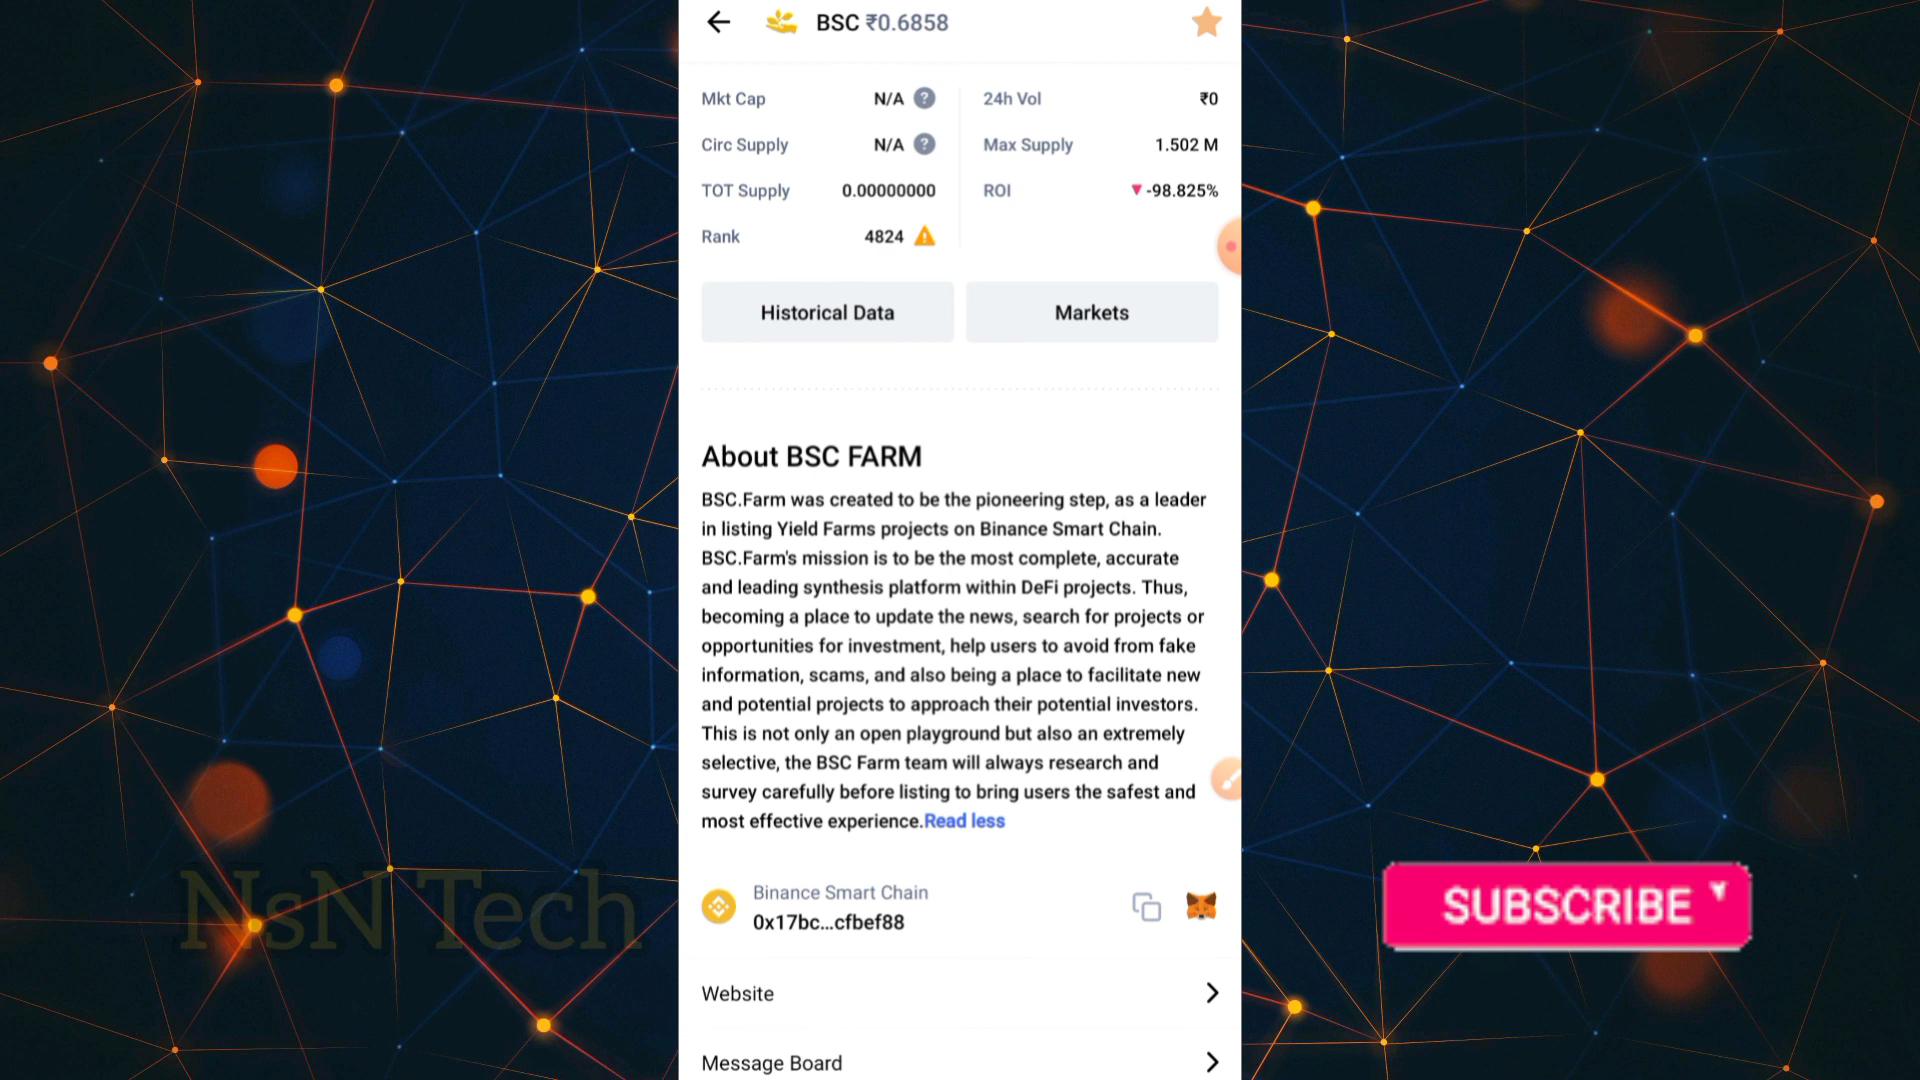 BSC ₹0.6858
Mkt Cap N/A ? 24h Vol ₹0
Circ Supply N/A ? Max Supply 1.502 M
TOT Supply 0.00000000 ROI ▼-98.825%
Rank 4824
Historical Data Markets
About BSC FARM
BSC.Farm was created to be the pioneering step, as a leader
in listing Yield Farms projects on Binance Smart Chain.
BSC.Farm's mission is to be the most complete, accurate
and leading synthesis platform within DeFi projects. Thus,
becoming a place to update the news, search for projects or
opportunities for investment, help users to avoid from fake
information, scams, and also being a place to facilitate new
and potential projects to approach their potential investors.
This is not only an open playground but also an extremely
selective, the BSC Farm team will always research and
survey carefully before listing to bring users the safest and
most effective experience.Read less
Binance Smart Chain
0x17bc...cfbef88
NsN Tech
SUBSCRIBE
Website
Message Board